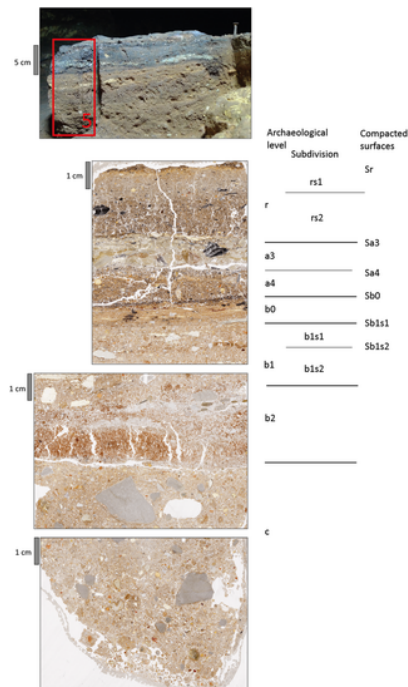 5 cm
5
Archaeological level
Subdivision
Compacted surfaces
Sr
1 cm
rs1
r
rs2
Sa3
a3
Sa4
a4
Sb0
b0
Sb1s1
b1s1
Sb1s2
b1
b1s2
1 cm
b2
c
1 cm